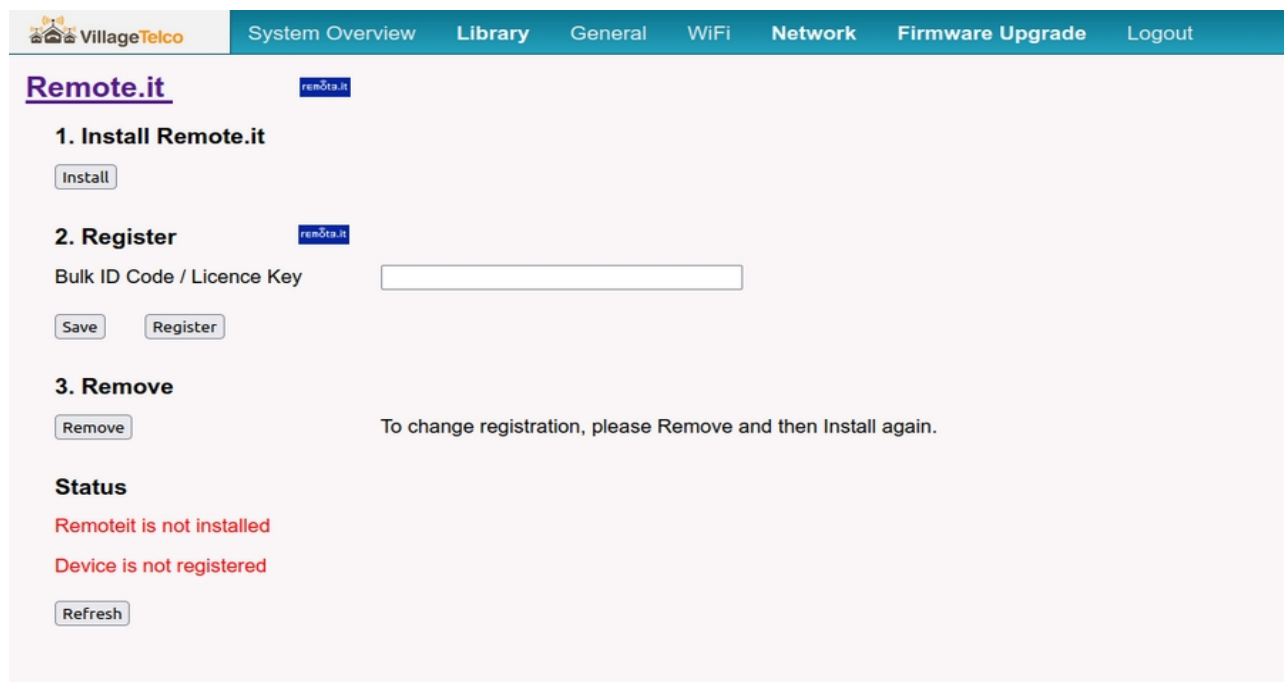 VillageTelco System Overview Library General WiFi Network Firmware Upgrade Logout
Remote.it remote.it
1. Install Remote.it
Install
2. Register remote.it
Bulk ID Code / Licence Key
Save Register
3. Remove
Remove To change registration, please Remove and then Install again.
Status
Remoteit is not installed
Device is not registered
Refresh